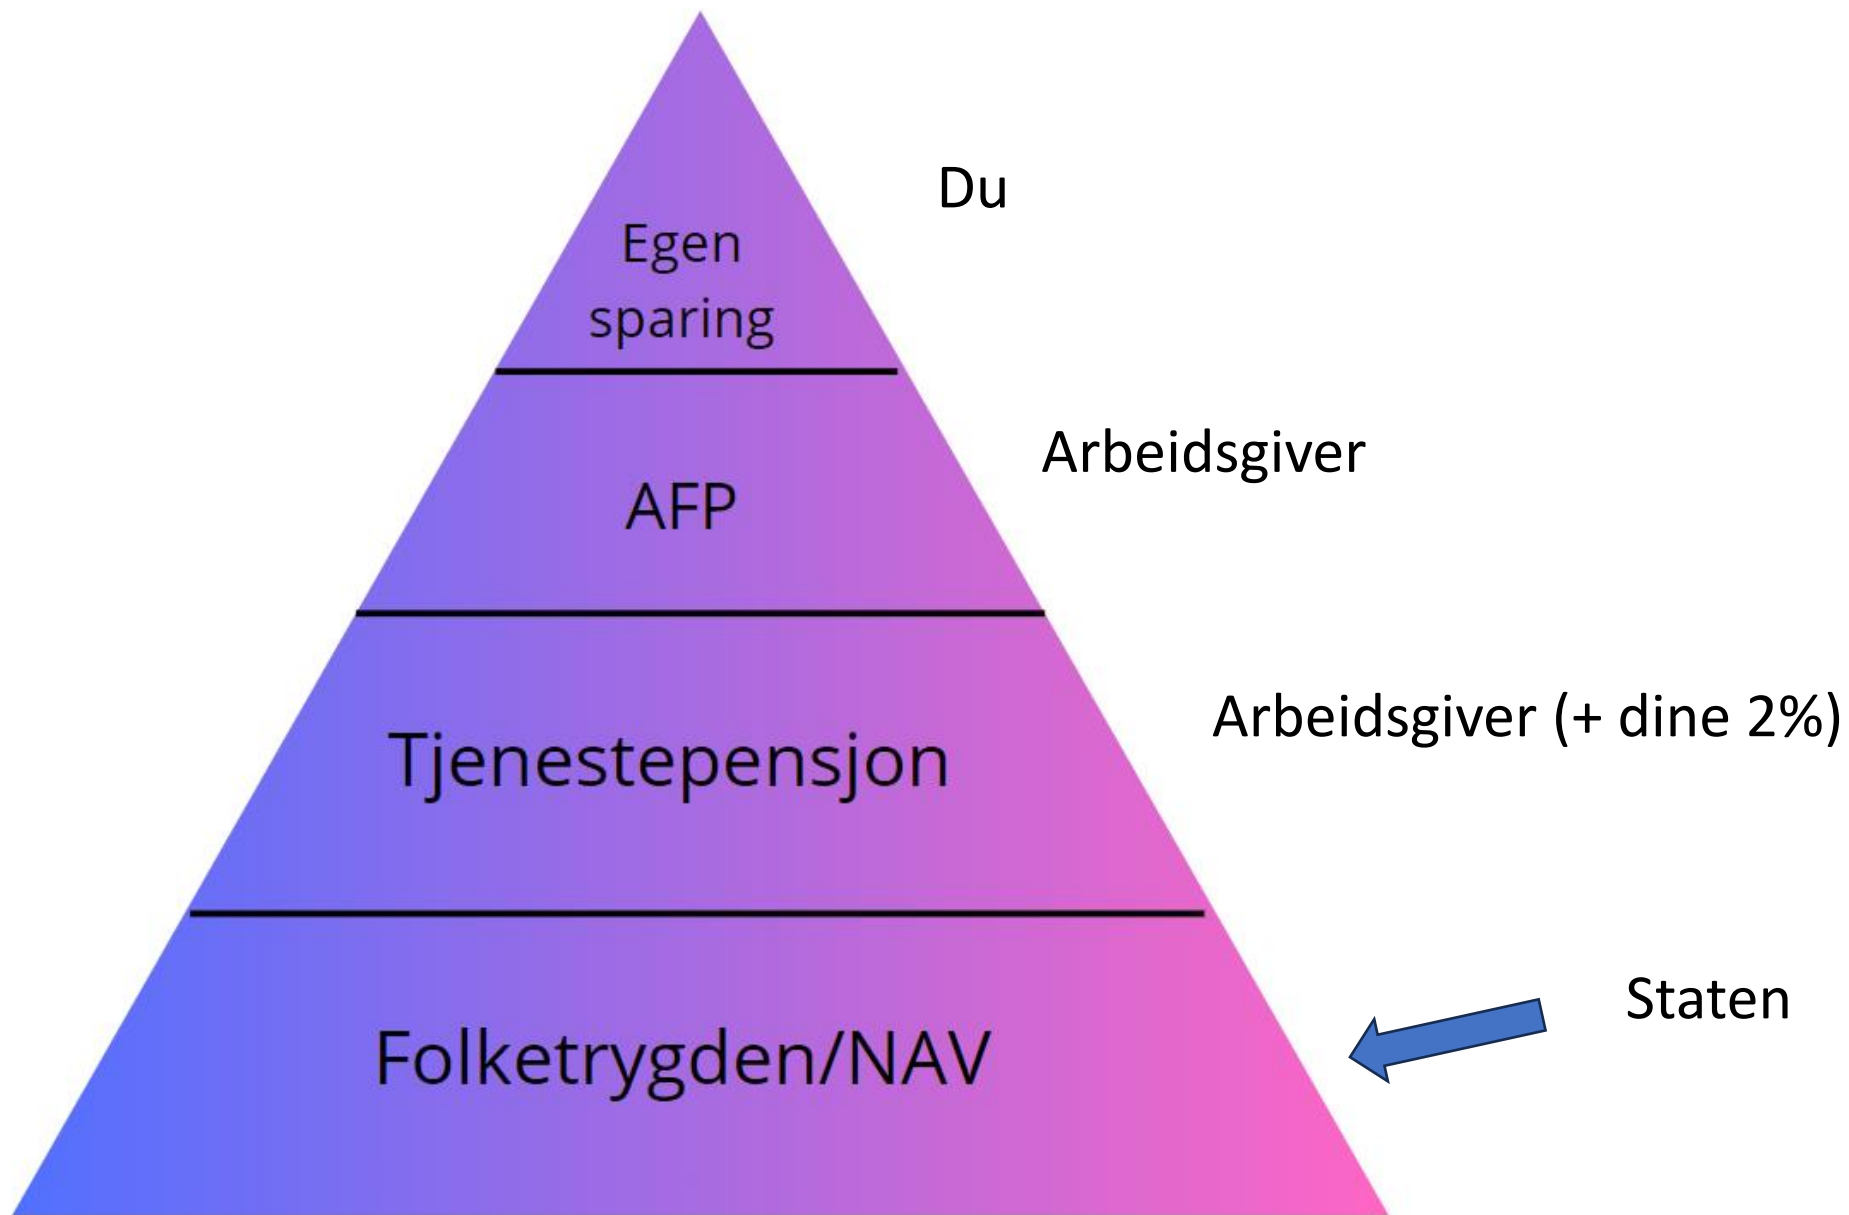 Du
Egen
sparing
Arbeidsgiver
AFP
Arbeidsgiver (+ dine 2%)
Tjenestepensjon
Staten
Folketrygden/NAV